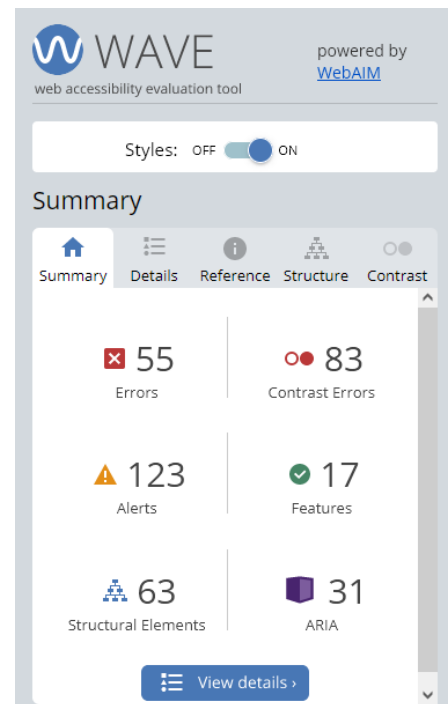 WAVE
web accessibility evaluation tool
powered by
WebAIM
Styles: OFF ON
Summary
Summary Details Reference Structure Contrast
55 83
Errors Contrast Errors
123 17
Alerts Features
63 31
Structural Elements ARIA
View details ›